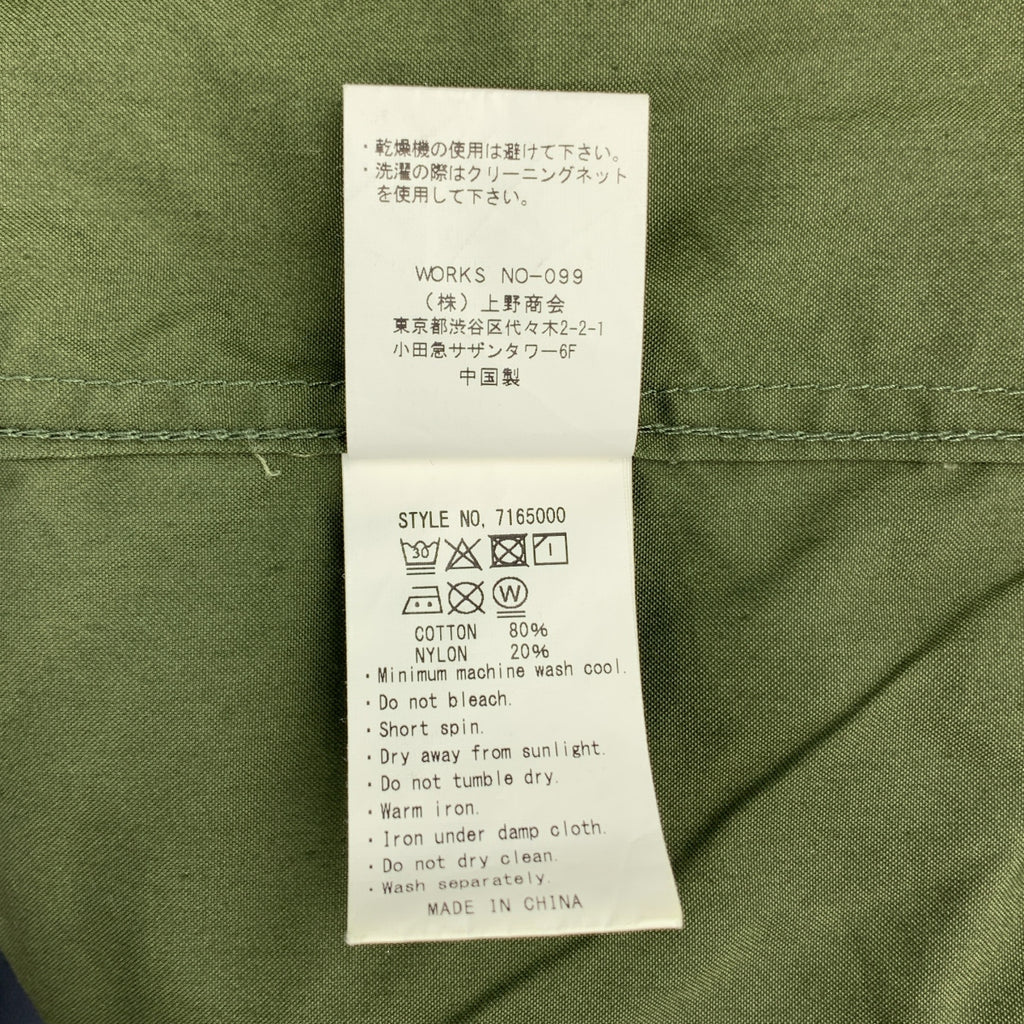 ・乾燥機の使用は避けて下さい。
・洗濯の際はクリーニングネット
を使用して下さい。
WORKS NO-099
（株）上野商会
東京都渋谷区代々木2-2-1
小田急サザンタワー6F
中国製
STYLE NO, 7165000
30
W
COTTON 80%
NYLON 20%
・Minimum machine wash cool.
・Do not bleach.
・Short spin.
・Dry away from sunlight.
・Do not tumble dry.
・Warm iron.
・Iron under damp cloth.
・Do not dry clean.
・Wash separately.
MADE IN CHINA